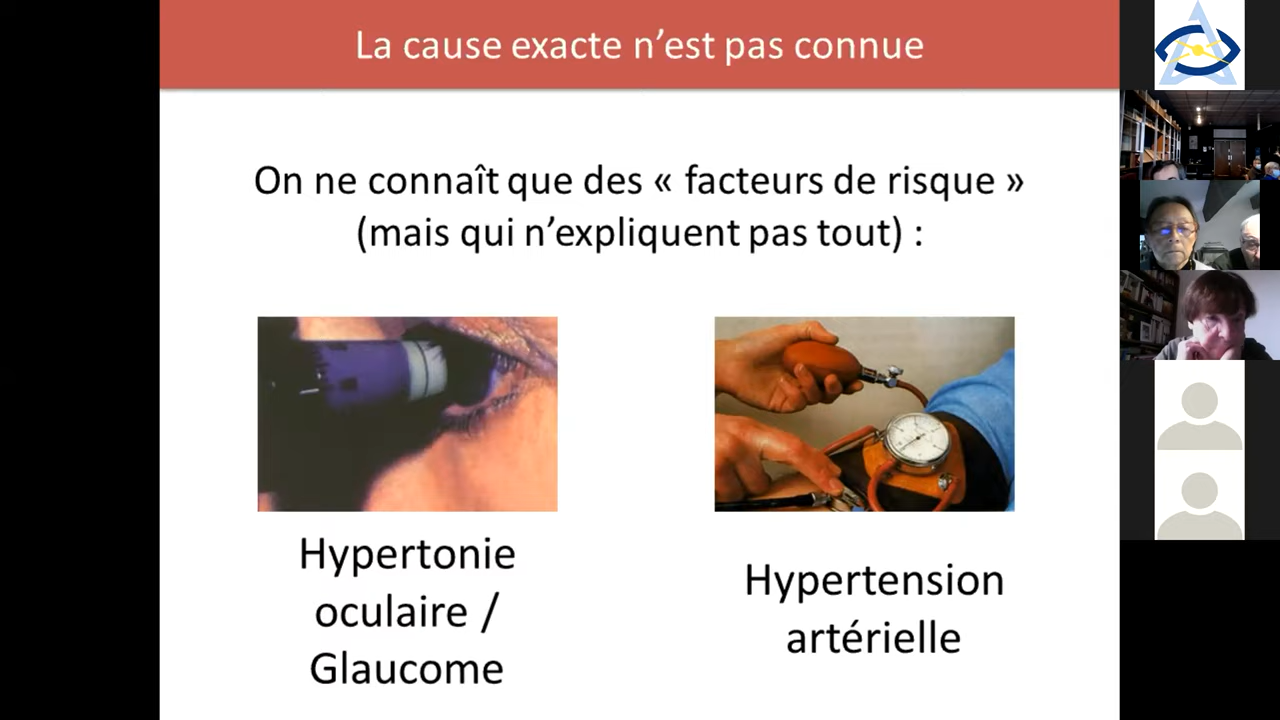 La cause exacte n’est pas connue
On ne connaît que des « facteurs de risque »
(mais qui n’expliquent pas tout) :
Hypertonie
oculaire /
Glaucome
Hypertension
artérielle